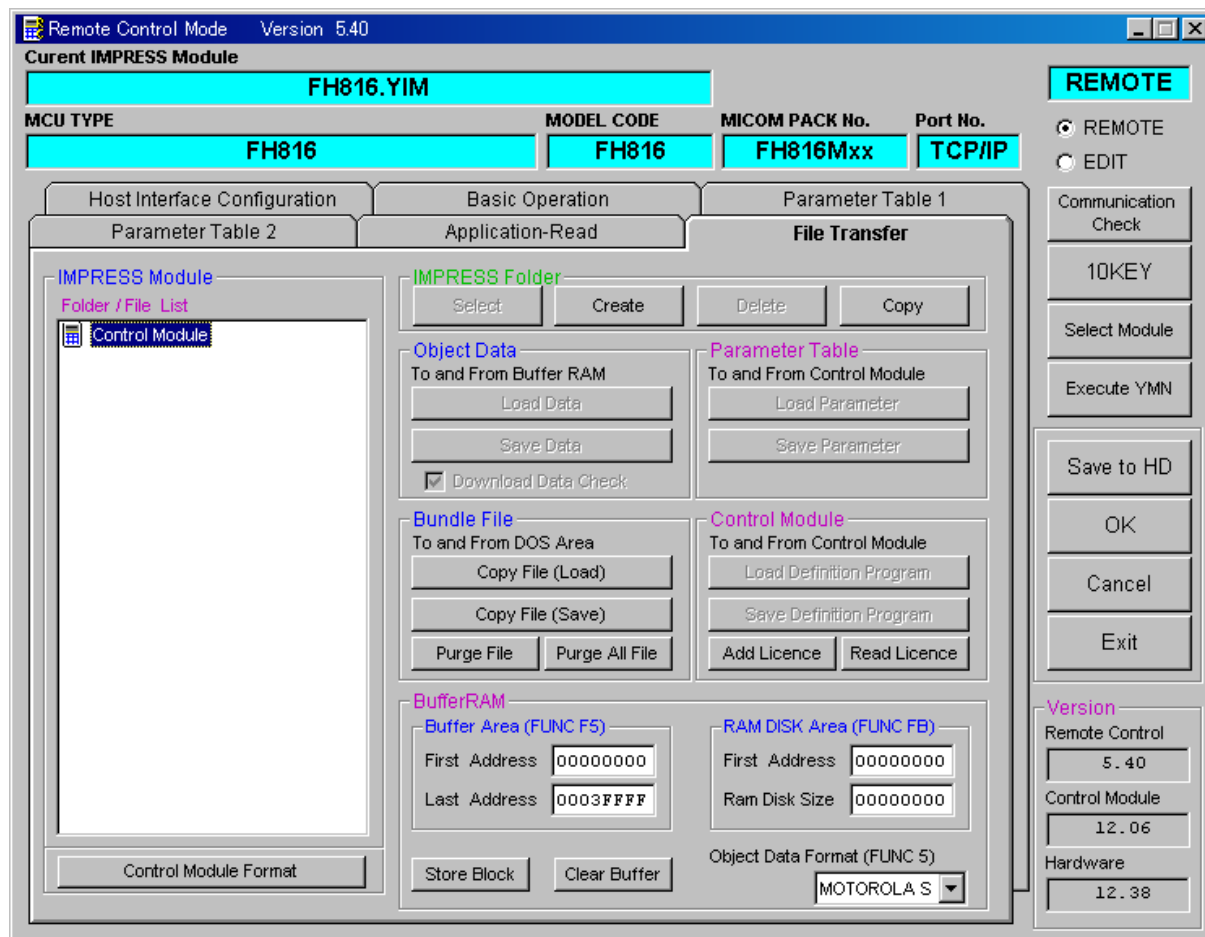 Remote Control Mode Version 5.40
Curent IMPRESS Module
FH816.YIM
REMOTE
MCU TYPE
MODEL CODE
MICOM PACK No.
Port No.
FH816
FH816
FH816Mxx
TCP/IP
REMOTE
EDIT
Host Interface Configuration
Basic Operation
Parameter Table 1
Parameter Table 2
Application-Read
File Transfer
IMPRESS Module
Folder / File List
Control Module
Control Module Format
IMPRESS Folder
Select
Create
Delete
Copy
Object Data
To and From Buffer RAM
Load Data
Save Data
Download Data Check
Parameter Table
To and From Control Module
Load Parameter
Save Parameter
Bundle File
To and From DOS Area
Copy File (Load)
Copy File (Save)
Purge File
Purge All File
Control Module
To and From Control Module
Load Definition Program
Save Definition Program
Add Licence
Read Licence
BufferRAM
Buffer Area (FUNC F5)
First Address 00000000
Last Address 0003FFFF
RAM DISK Area (FUNC FB)
First Address 00000000
Ram Disk Size 00000000
Store Block
Clear Buffer
Object Data Format (FUNC 5)
MOTOROLA S
Communication
Check
10KEY
Select Module
Execute YMN
Save to HD
OK
Cancel
Exit
Version
Remote Control
5.40
Control Module
12.06
Hardware
12.38